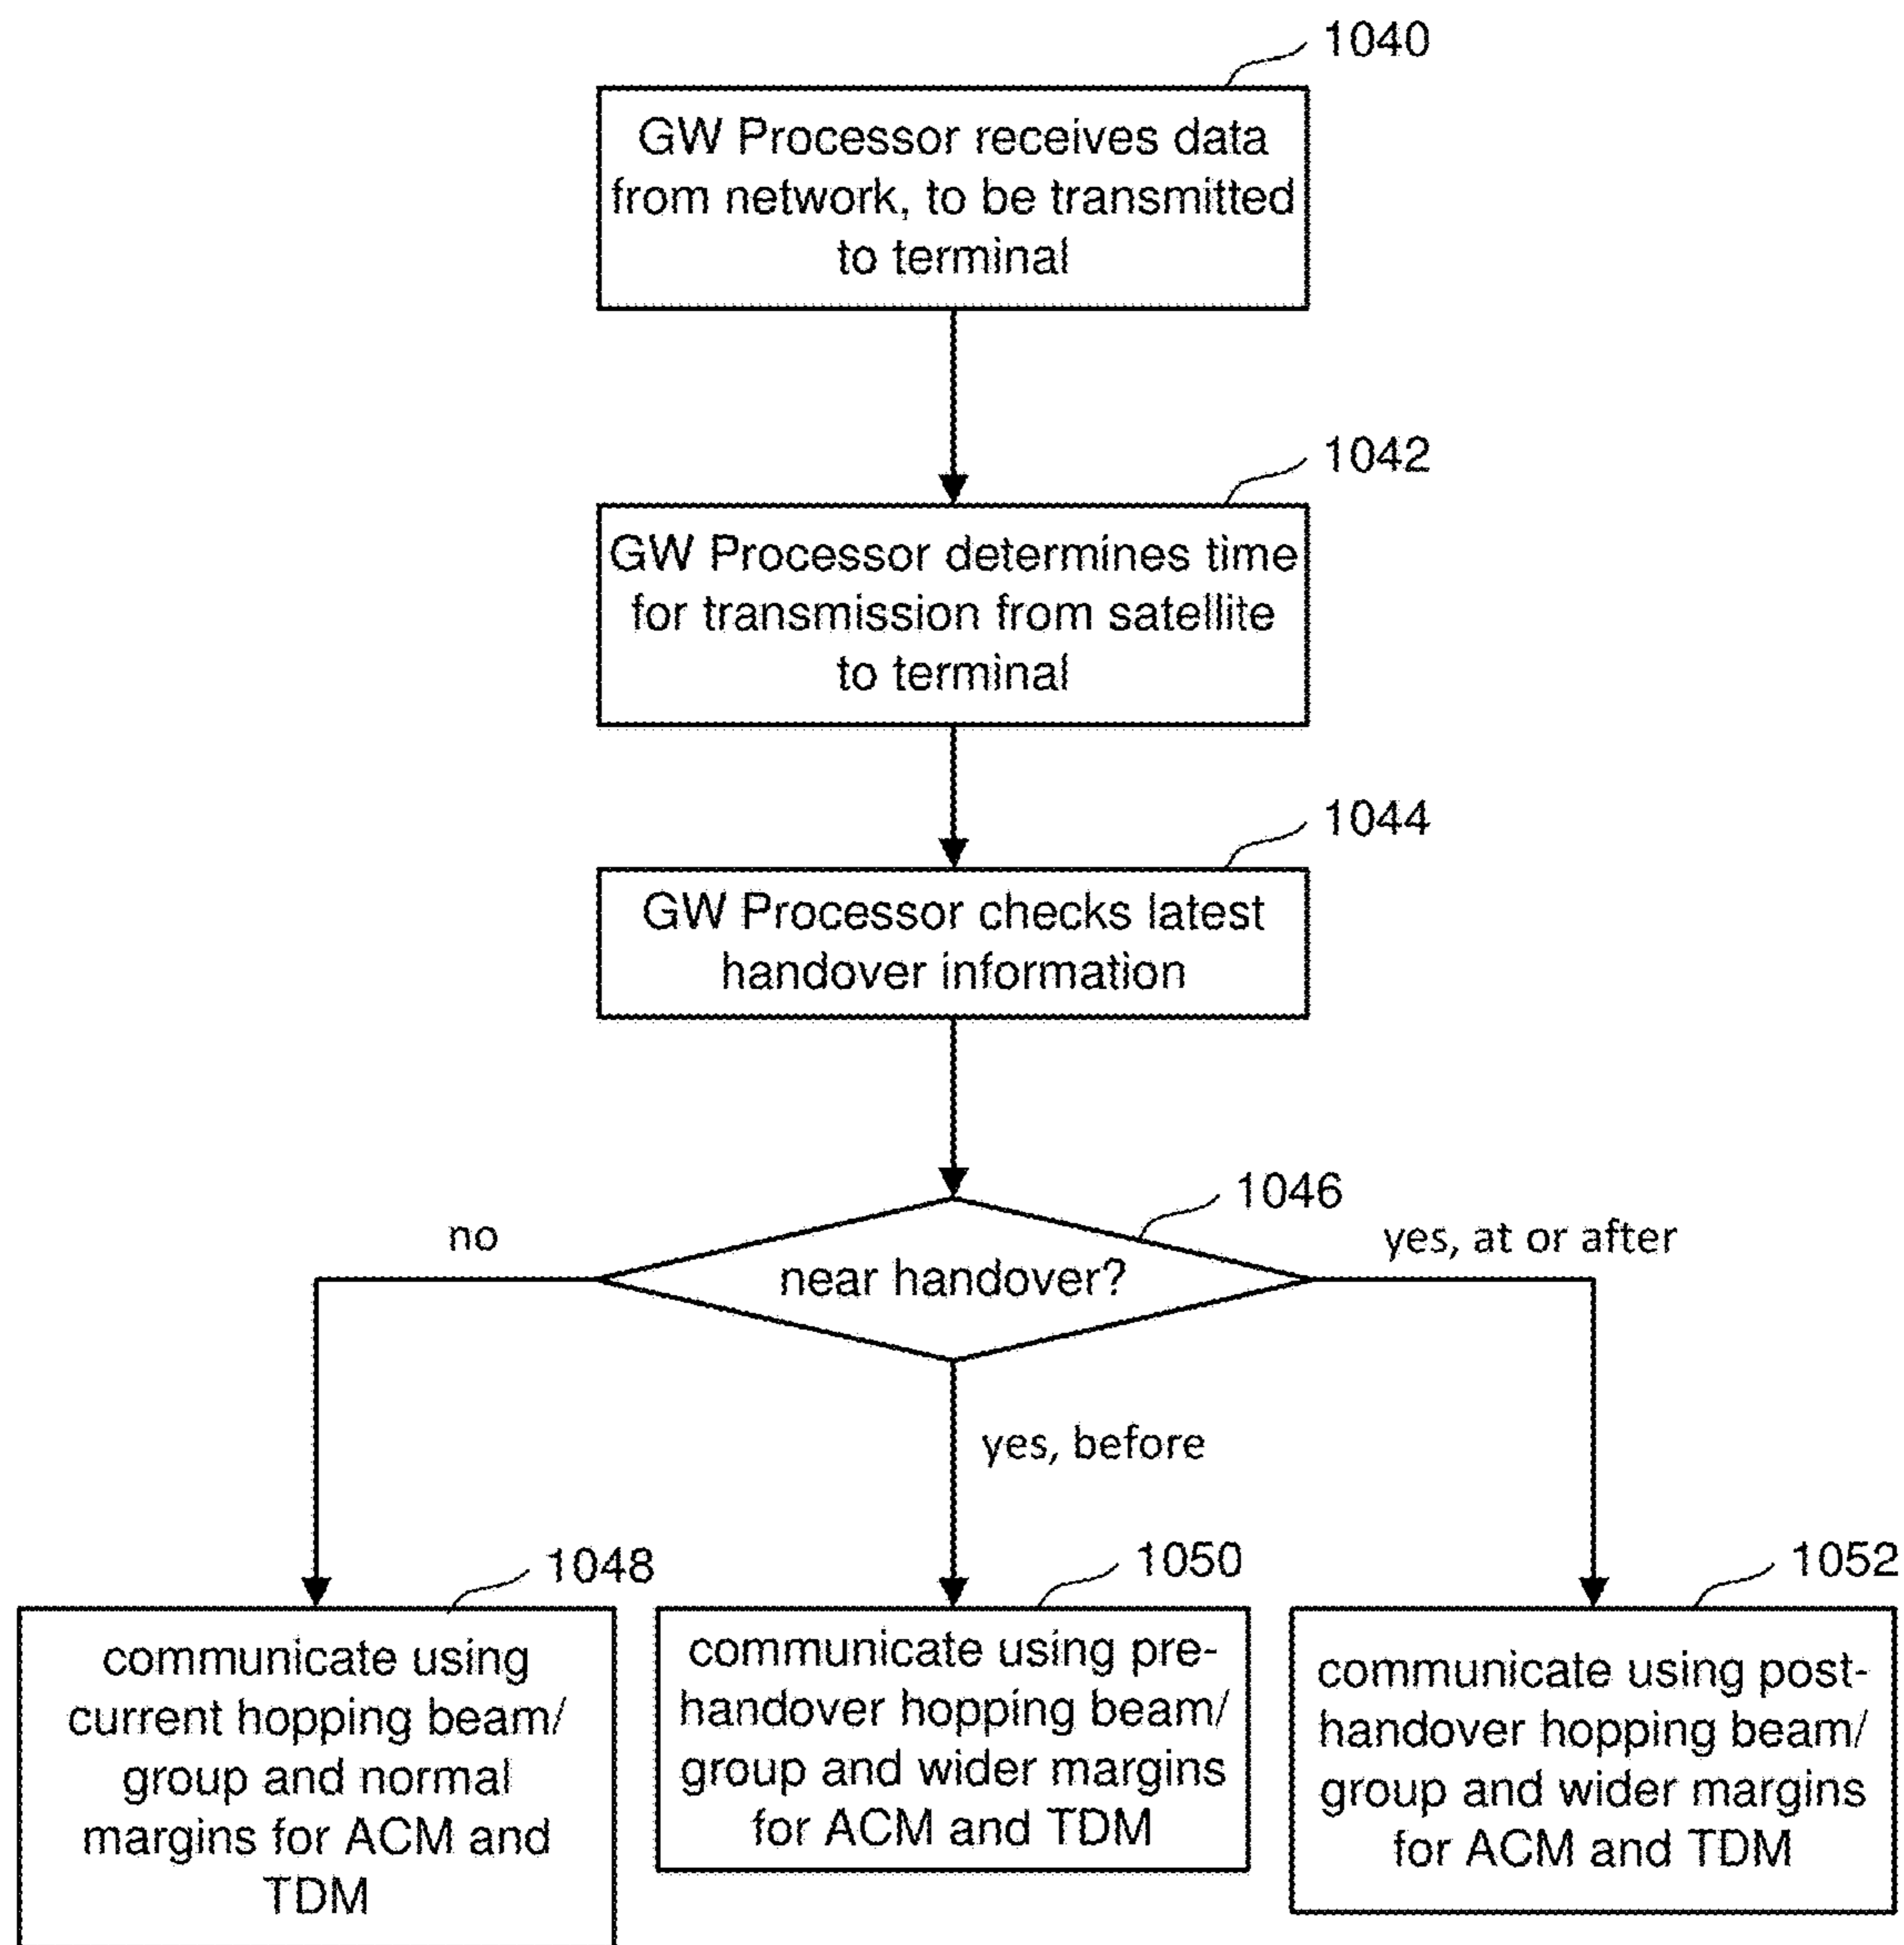 1040
GW Processor receives data
from network, to be transmitted
to terminal
1042
GW Processor determines time
for transmission from satellite
to terminal
1044
GW Processor checks latest
handover information
1046
near handover?
no
yes, at or after
yes, before
1048
communicate using
current hopping beam/
group and normal
margins for ACM and
TDM
1050
communicate using pre-
handover hopping beam/
group and wider margins
for ACM and TDM
1052
communicate using post-
handover hopping beam/
group and wider margins
for ACM and TDM